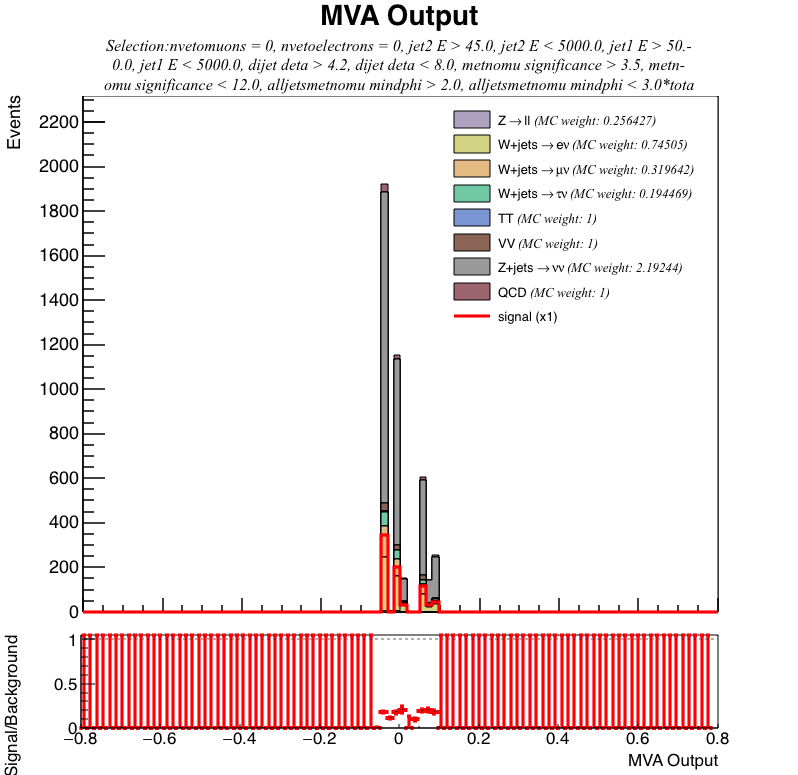 MVA Output
Selection:nvetomuons = 0, nvetoelectrons = 0, jet2 E > 45.0, jet2 E < 5000.0, jet1 E > 50.-
0.0, jet1 E < 5000.0, dijet deta > 4.2, dijet deta < 8.0, metnomu significance > 3.5, metn-
omu significance < 12.0, alljetsmetnomu mindphi > 2.0, alljetsmetnomu mindphi < 3.0*tota
Events
2200
2000
1800
1600
1400
1200
1000
800
600
400
200
0
Z→ll (MC weight: 0.256427)
W+jets→eν (MC weight: 0.74505)
W+jets→μν (MC weight: 0.319642)
W+jets→τν (MC weight: 0.194469)
TT (MC weight: 1)
VV (MC weight: 1)
Z+jets→νν (MC weight: 2.19244)
QCD (MC weight: 1)
signal (x1)
Signal/Background
1
0.5
0
−0.8 −0.6 −0.4 −0.2 0 0.2 0.4 0.6 0.8
MVA Output